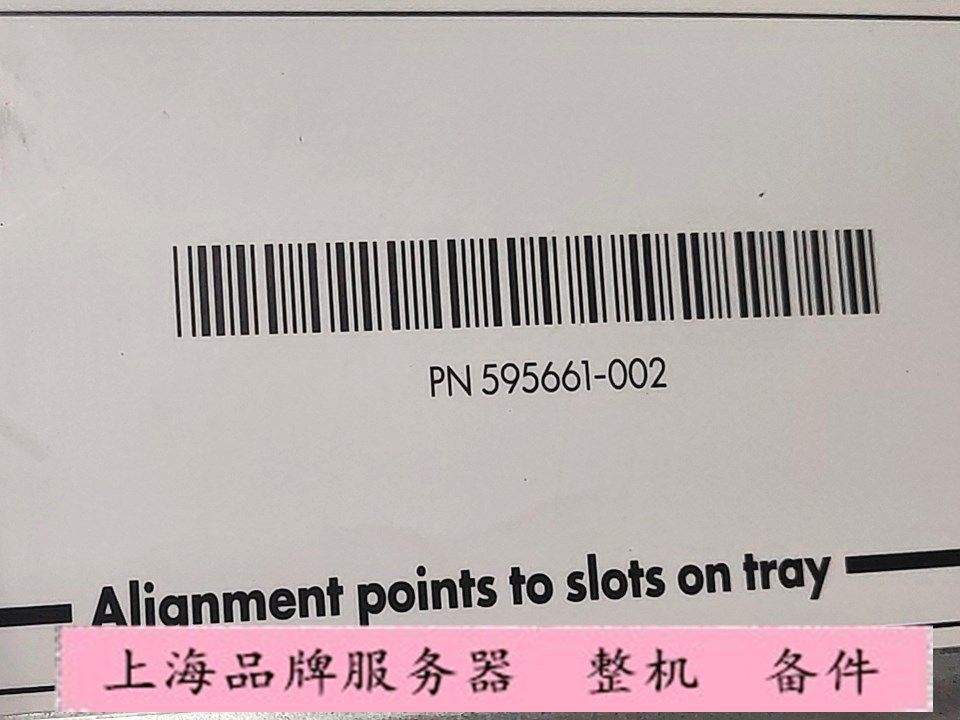 PN 595661-002
Alignment points to slots on tray
上海品牌服务器 整机 备件